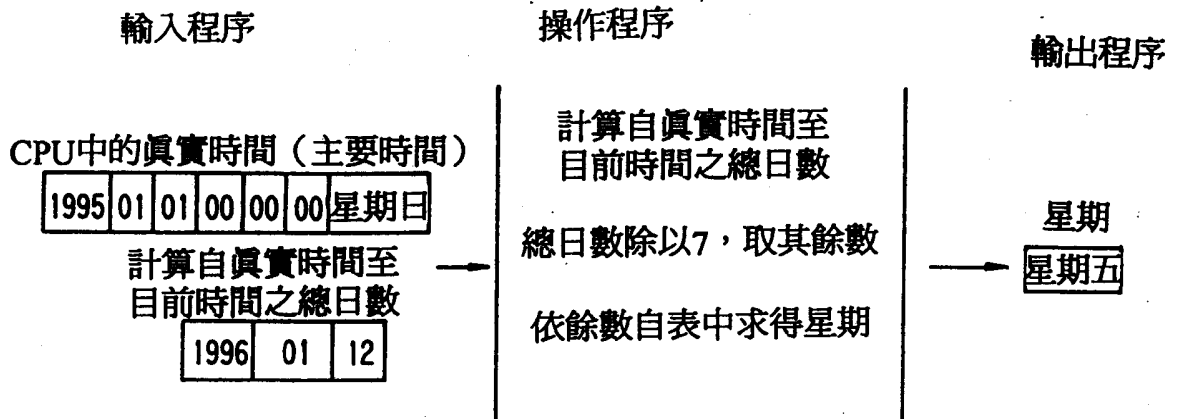 輸入程序
操作程序
輸出程序
CPU中的眞實時間（主要時間）
1995 01 01 00 00 00 星期日
計算自眞實時間至
目前時間之總日數
1996 01 12
計算自眞實時間至
目前時間之總日數
總日數除以7，取其餘數
依餘數自表中求得星期
星期
星期五